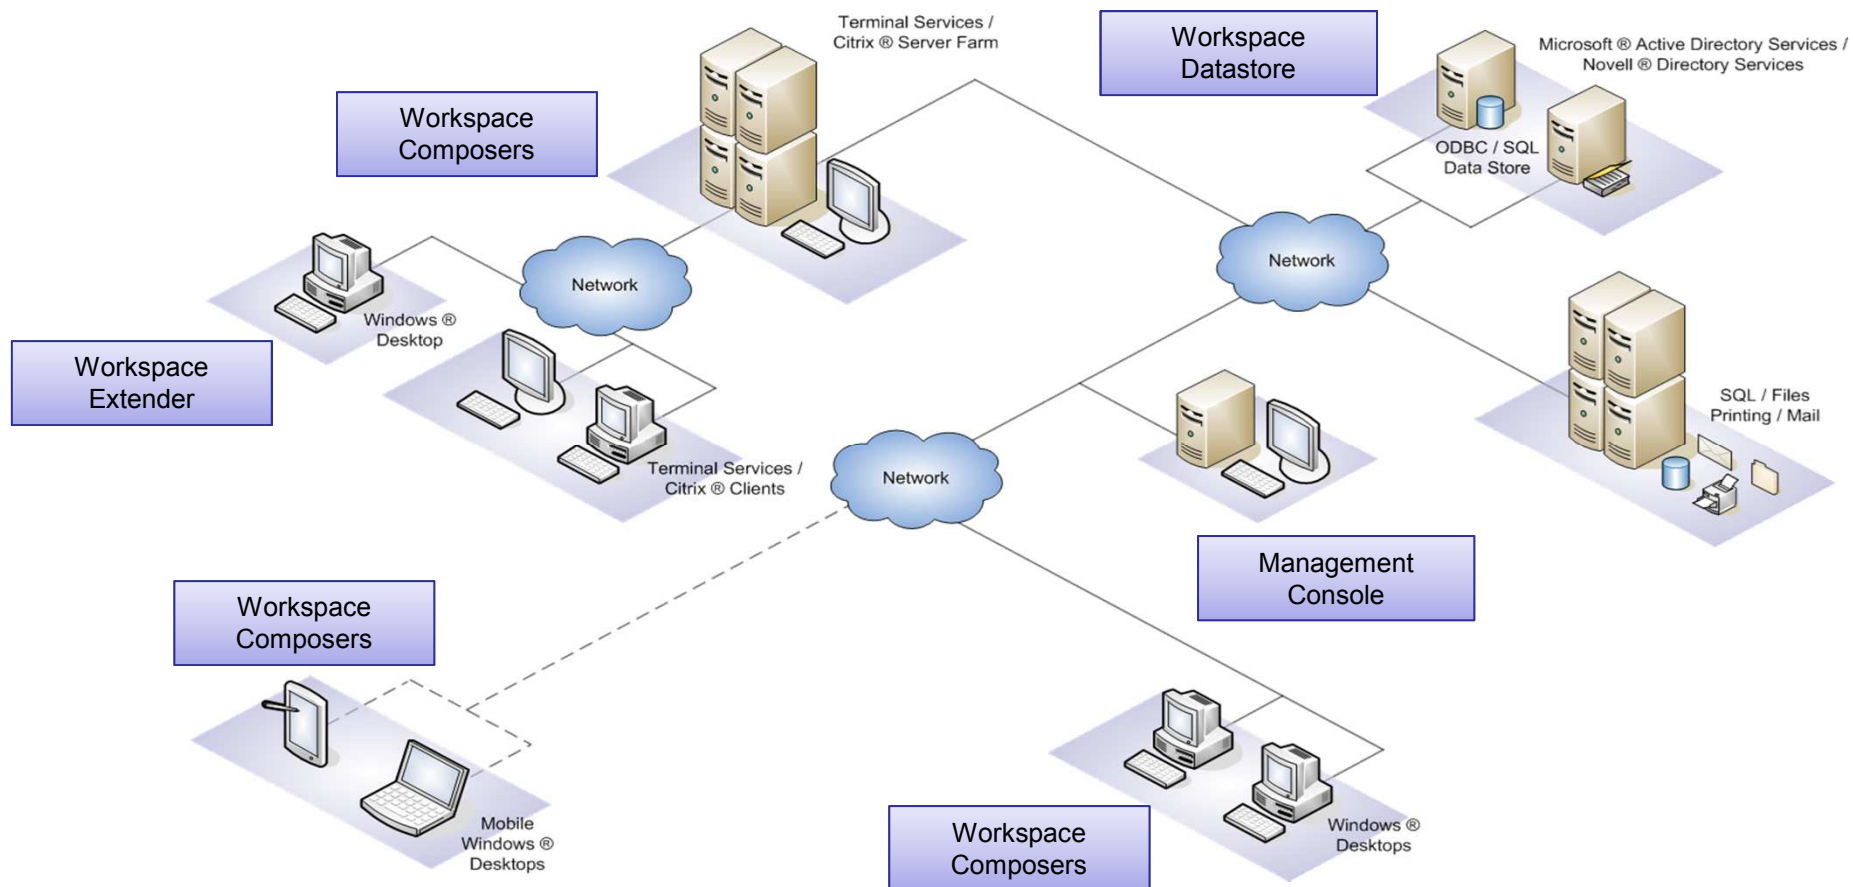 Terminal Services /
Citrix ® Server Farm
Workspace
Datastore
Microsoft ® Active Directory Services /
Novell ® Directory Services
Workspace
Composers
ODBC / SQL
Data Store
Network
Network
Windows ®
Desktop
Workspace
Extender
SQL / Files
Printing / Mail
Terminal Services /
Citrix ® Clients
Network
Management
Console
Workspace
Composers
Mobile
Windows ®
Desktops
Workspace
Composers
Windows ®
Desktops